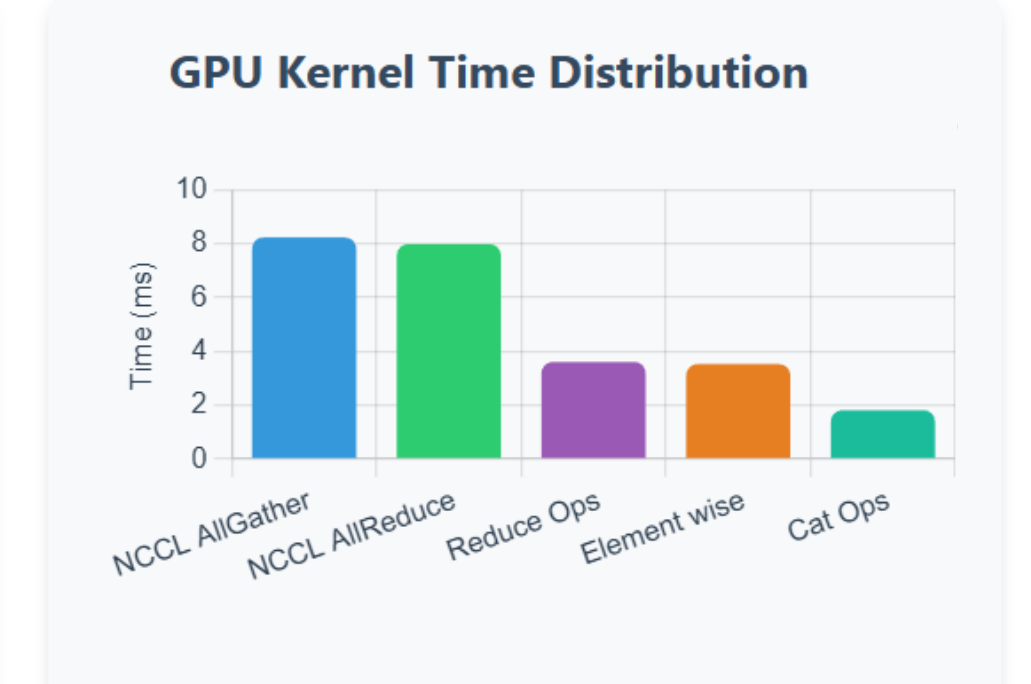 GPU Kernel Time Distribution
10
8
6
4
2
0
Time (ms)
NCCL AllGather
NCCL AllReduce
Reduce Ops
Element wise
Cat Ops